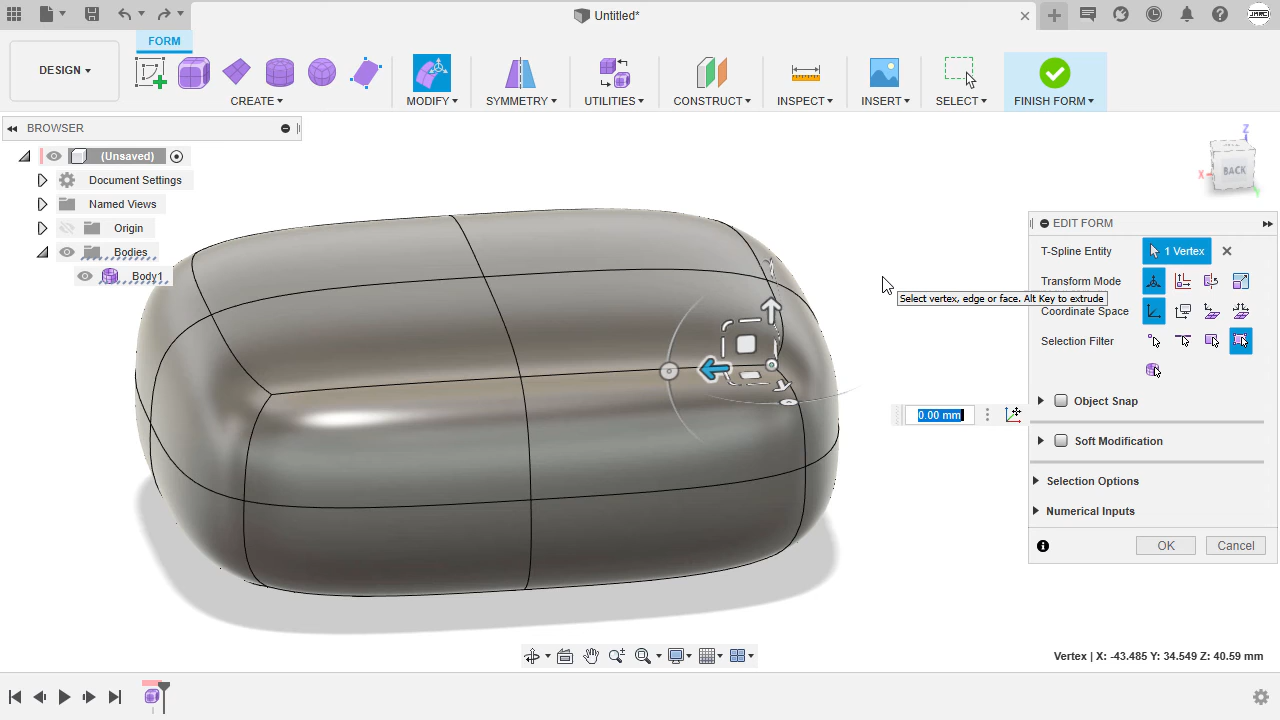 Untitled*
JMRC
FORM
DESIGN
CREATE
MODIFY
SYMMETRY
UTILITIES
CONSTRUCT
INSPECT
INSERT
SELECT
FINISH FORM
BROWSER
(Unsaved)
Document Settings
Named Views
Origin
Bodies
Body1
Z
X
BACK
Y
EDIT FORM
T-Spline Entity
1 Vertex
Transform Mode
Select vertex, edge or face. Alt Key to extrude
Coordinate Space
Selection Filter
Object Snap
0.00 mm
Soft Modification
Selection Options
Numerical Inputs
OK
Cancel
Vertex | X: -43.485 Y: 34.549 Z: 40.59 mm